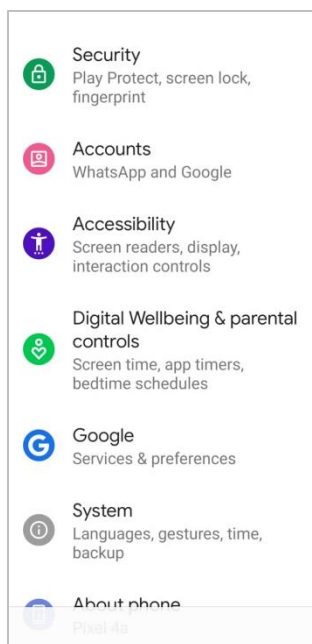 Security
Play Protect, screen lock,
fingerprint
Accounts
WhatsApp and Google
Accessibility
Screen readers, display,
interaction controls
Digital Wellbeing & parental
controls
Screen time, app timers,
bedtime schedules
Google
Services & preferences
System
Languages, gestures, time,
backup
About phone
Pixel 4a